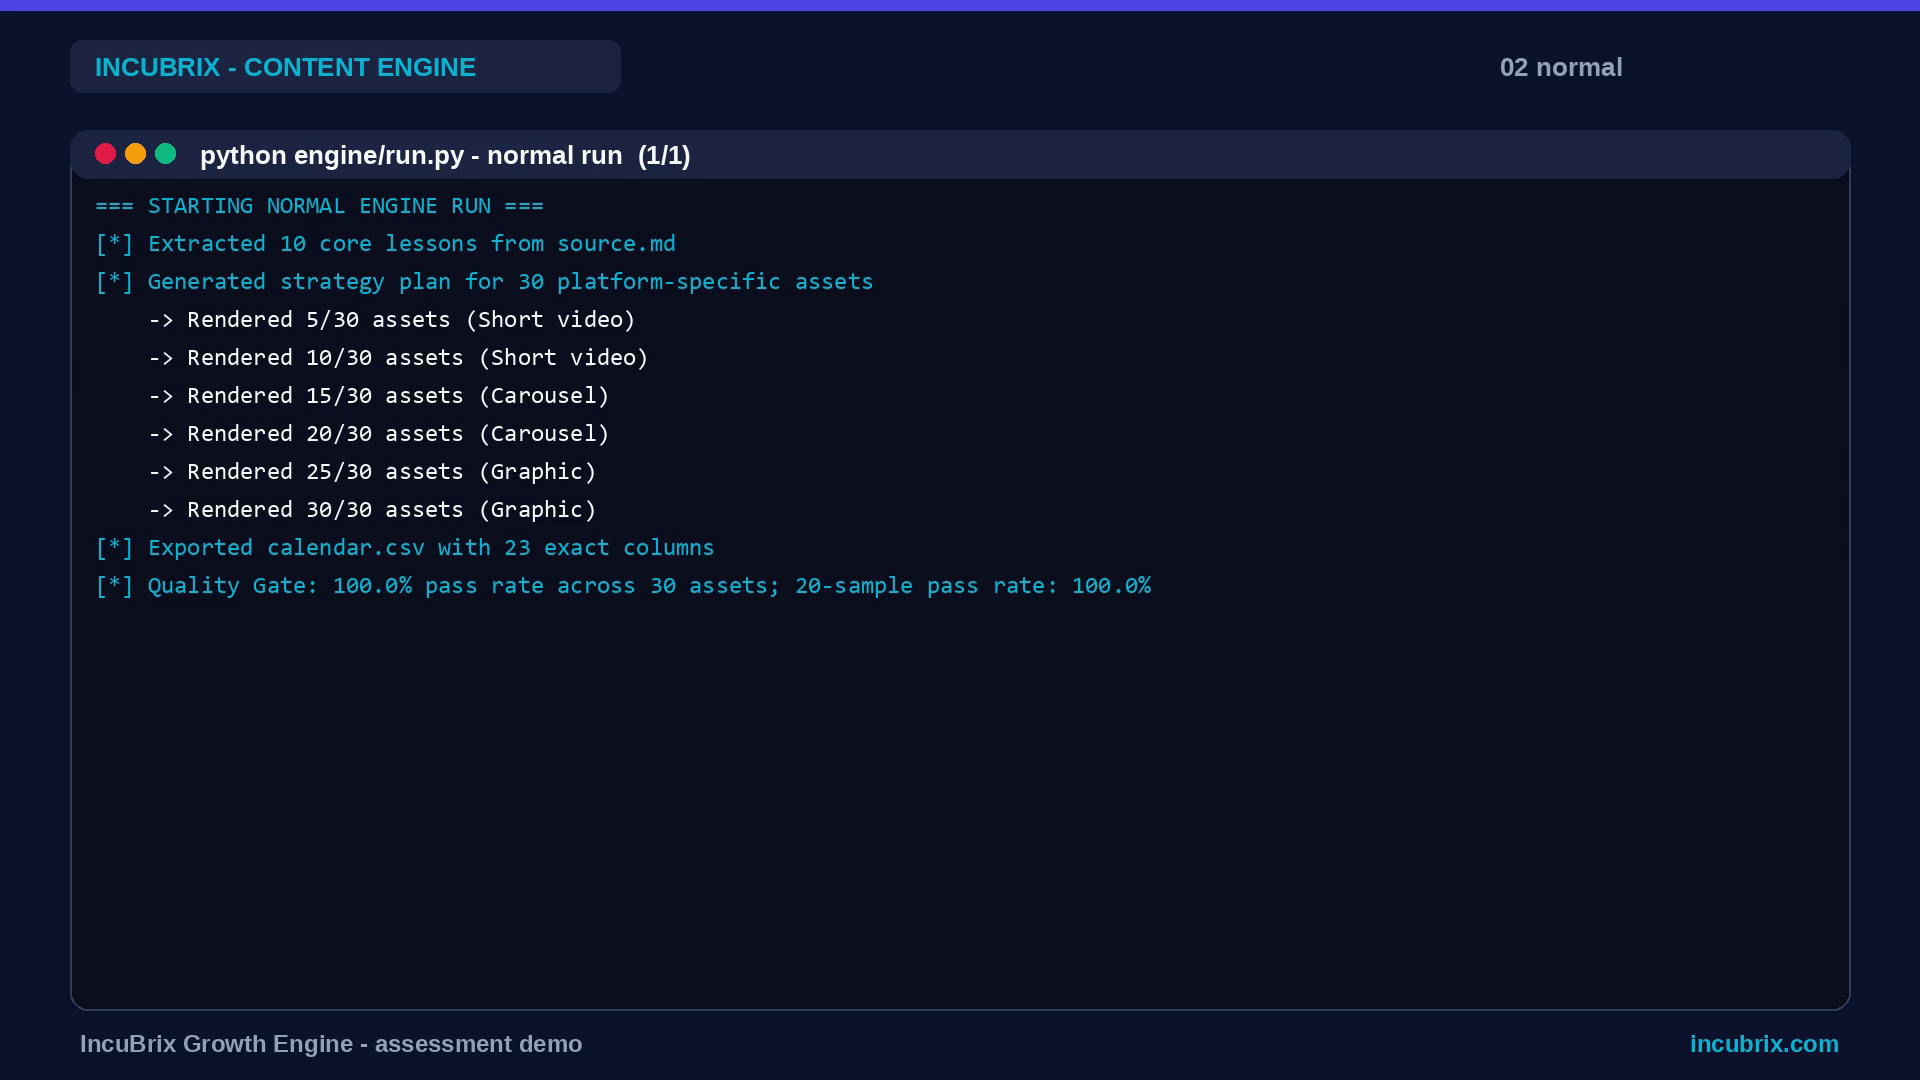 INCUBRIX - CONTENT ENGINE
02 normal
python engine/run.py - normal run (1/1)
=== STARTING NORMAL ENGINE RUN ===
[*] Extracted 10 core lessons from source.md
[*] Generated strategy plan for 30 platform-specific assets
-> Rendered 5/30 assets (Short video)
-> Rendered 10/30 assets (Short video)
-> Rendered 15/30 assets (Carousel)
-> Rendered 20/30 assets (Carousel)
-> Rendered 25/30 assets (Graphic)
-> Rendered 30/30 assets (Graphic)
[*] Exported calendar.csv with 23 exact columns
[*] Quality Gate: 100.0% pass rate across 30 assets; 20-sample pass rate: 100.0%
IncuBrix Growth Engine - assessment demo
incubrix.com